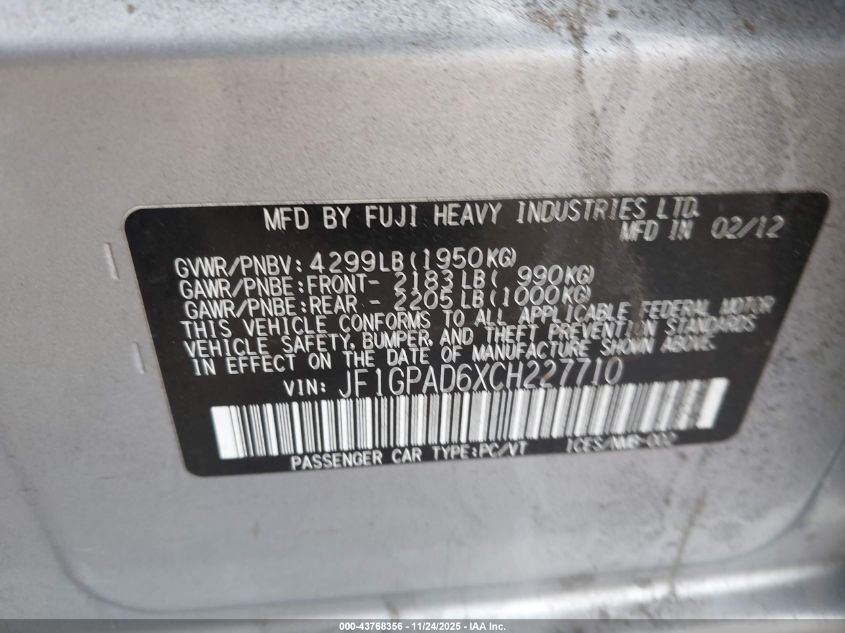 MFD BY FUJI HEAVY INDUSTRIES LTD.
MFD IN 02/12
GVWR/PNBV: 4299LB(1950KG)
GAWR/PNBE:FRONT- 2183LB( 990KG)
GAWR/PNBE:REAR - 2205LB(1000KG)
THIS VEHICLE CONFORMS TO ALL APPLICABLE FEDERAL MOTOR
VEHICLE SAFETY, BUMPER, AND THEFT PREVENTION STANDARDS
IN EFFECT ON THE DATE OF MANUFACTURE SHOWN ABOVE.
VIN: JF1GPAD6XCH227710
PASSENGER CAR TYPE:PC/VT ICES/NMB-002
000-43768356 - 11/24/2025 - IAA Inc.